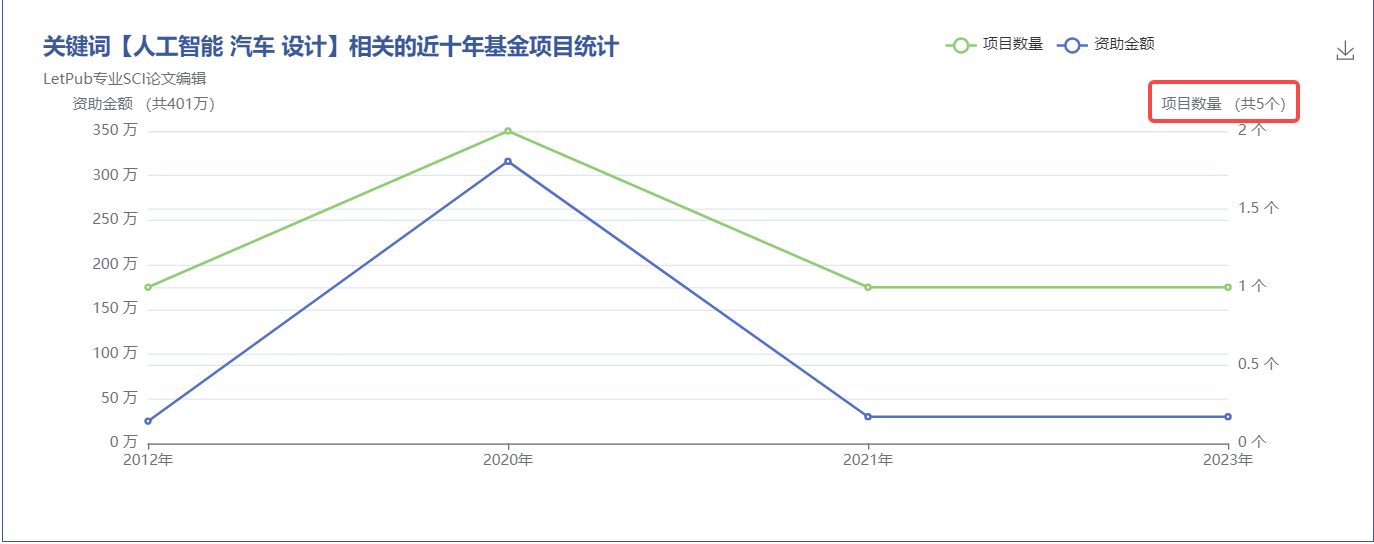 关键词【人工智能 汽车 设计】相关的近十年基金项目统计
项目数量 资助金额
LetPub专业SCI论文编辑
资助金额 (共401万)
项目数量 (共5个)
350 万
300 万
250 万
200 万
150 万
100 万
50 万
0 万
2 个
1.5 个
1 个
0.5 个
0 个
2012年 2020年 2021年 2023年